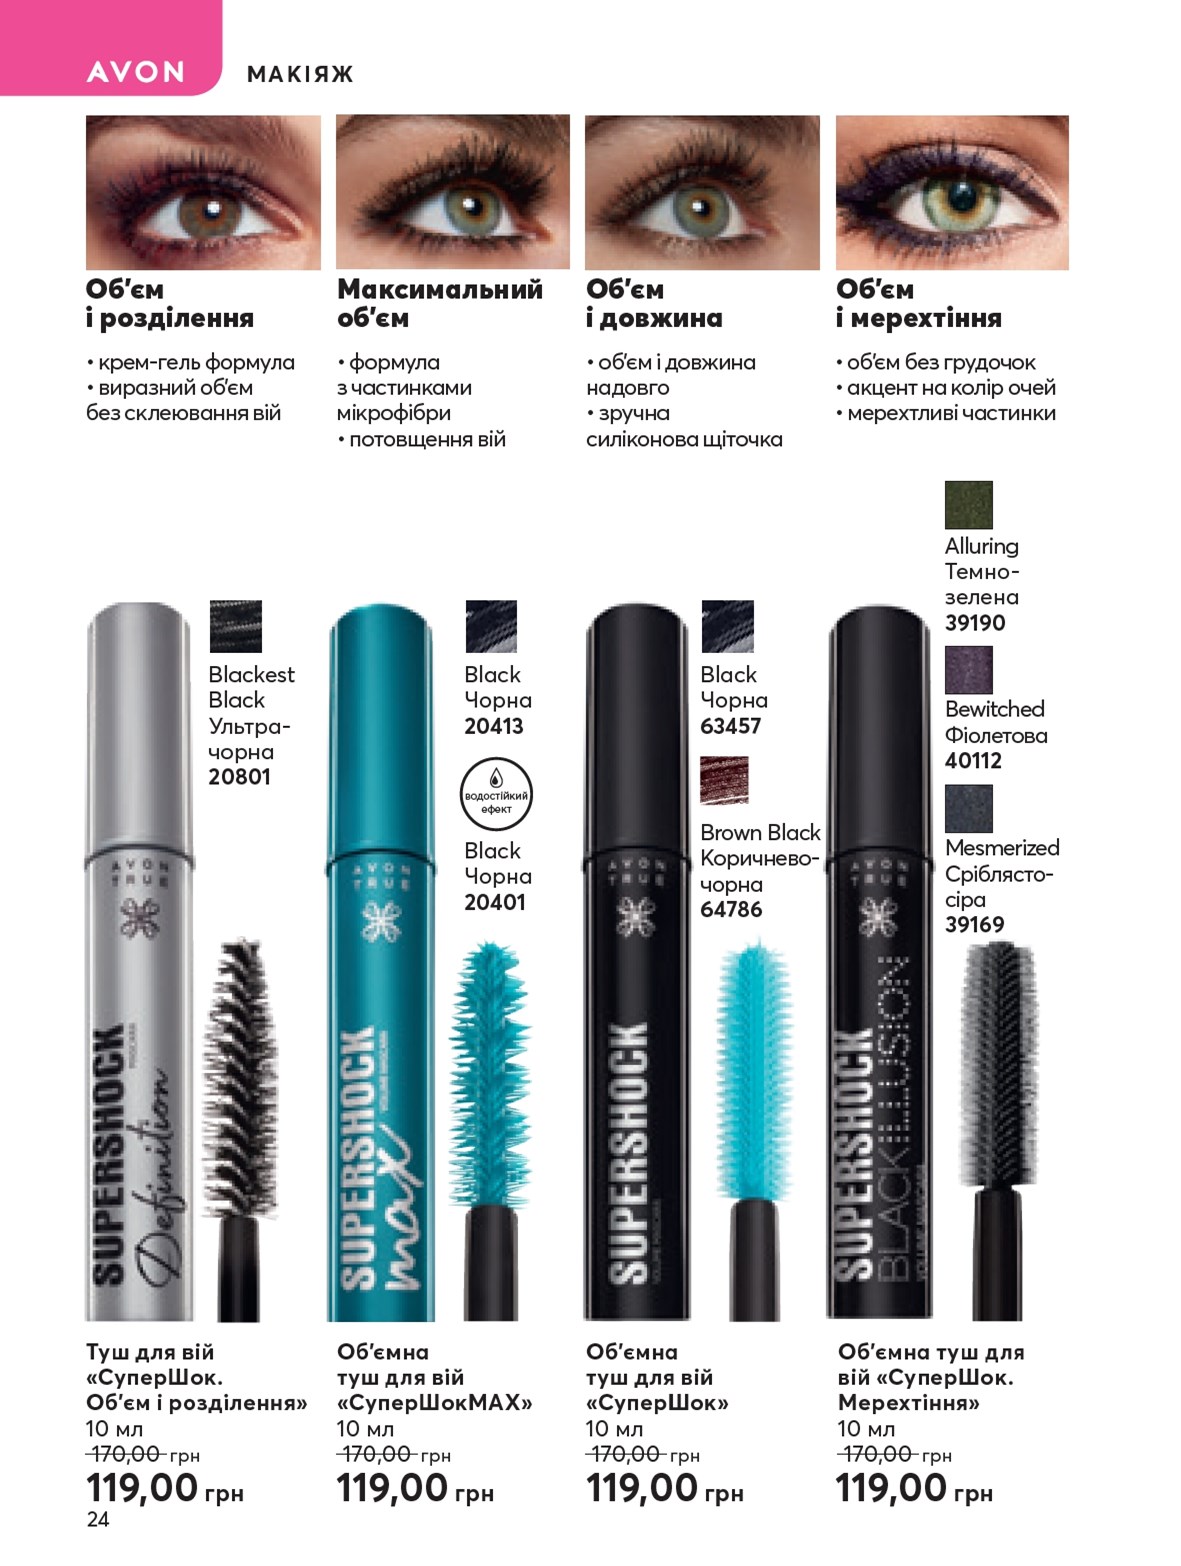 AVON
МАКІЯЖ
Об'єм
і розділення
• крем-гель формула
• виразний об'єм
без склеювання вій
Максимальний
об'єм
• формула
з частинками
мікрофібри
• потовщення вій
Об'єм
і довжина
• об'єм і довжина
надовго
• зручна
силіконова щіточка
Об'єм
і мерехтіння
• об'єм без грудочок
• акцент на колір очей
• мерехтливі частинки
Blackest
Black
Ультра-
чорна
20801
Black
Чорна
20413
водостійкий
ефект
Black
Чорна
20401
Black
Чорна
63457
Brown Black
Коричнево-
чорна
64786
Alluring
Темно-
зелена
39190
Bewitched
Фіолетова
40112
Mesmerized
Сріблясто-
сіра
39169
AVON
TRUE
SUPERSHOCK
Definition
MASCARA
AVON
TRUE
SUPERSHOCK
max
VOLUME MASCARA
AVON
TRUE
SUPERSHOCK
VOLUME MASCARA
AVON
TRUE
SUPERSHOCK
BLACKILLUSION
VOLUME MASCARA
Туш для вій
«СуперШок.
Об'єм і розділення»
10 мл
170,00 грн
119,00 грн
Об'ємна
туш для вій
«СуперШокMAX»
10 мл
170,00 грн
119,00 грн
Об'ємна
туш для вій
«СуперШок»
10 мл
170,00 грн
119,00 грн
Об'ємна туш для
вій «СуперШок.
Мерехтіння»
10 мл
170,00 грн
119,00 грн
24